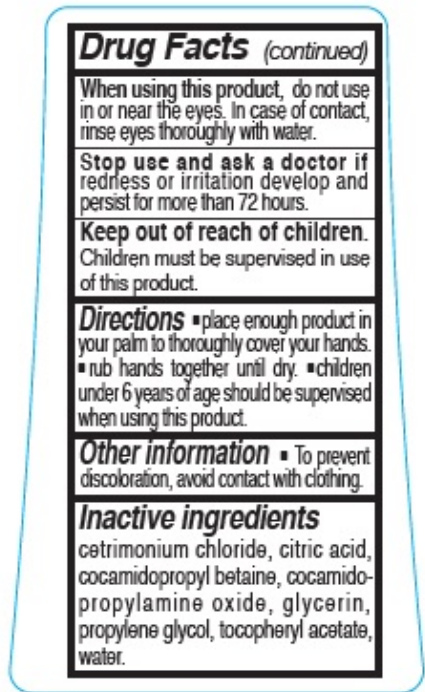 Drug Facts (continued)
When using this product, do not use
in or near the eyes. In case of contact,
rinse eyes thoroughly with water.
Stop use and ask a doctor if
redness or irritation develop and
persist for more than 72 hours.
Keep out of reach of children.
Children must be supervised in use
of this product.
Directions ▪ place enough product in
your palm to thoroughly cover your hands.
▪ rub hands together until dry. ▪ children
under 6 years of age should be supervised
when using this product.
Other information ▪ To prevent
discoloration, avoid contact with clothing.
Inactive ingredients
cetrimonium chloride, citric acid,
cocamidopropyl betaine, cocamido-
propylamine oxide, glycerin,
propylene glycol, tocopheryl acetate,
water.